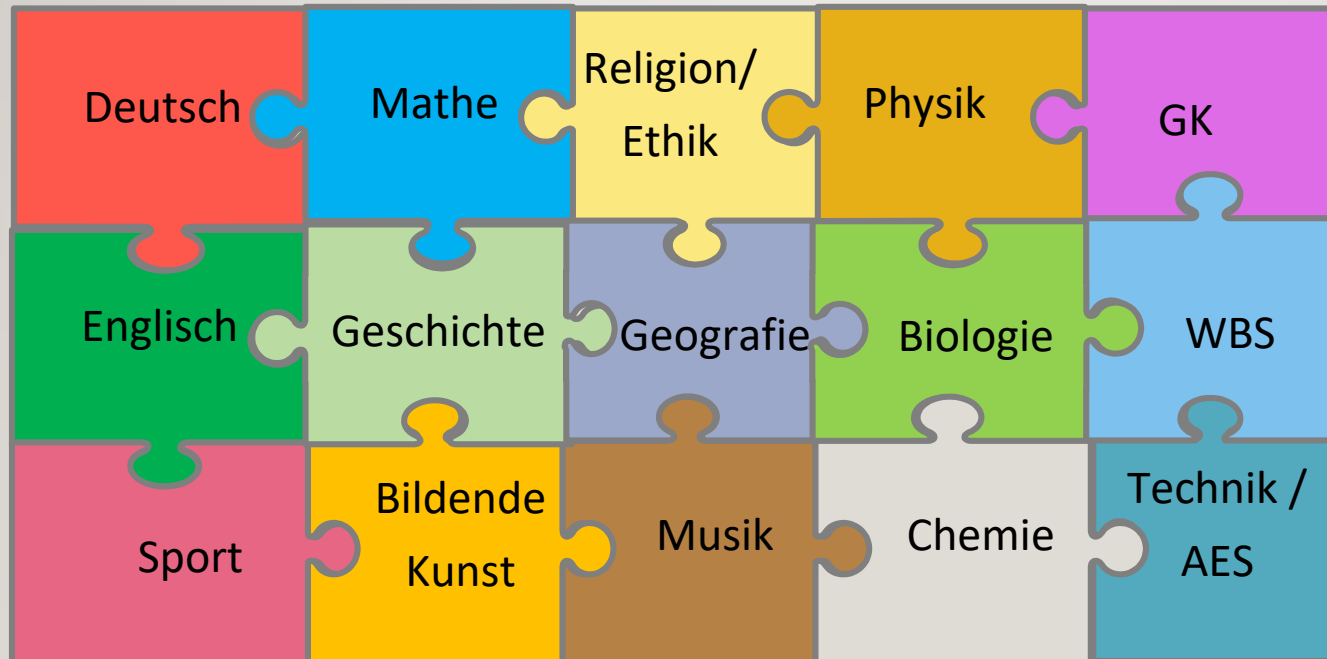 Deutsch
Mathe
Religion/
Ethik
Physik
GK
Englisch
Geschichte
Geografie
Biologie
WBS
Sport
Bildende
Kunst
Musik
Chemie
Technik /
AES